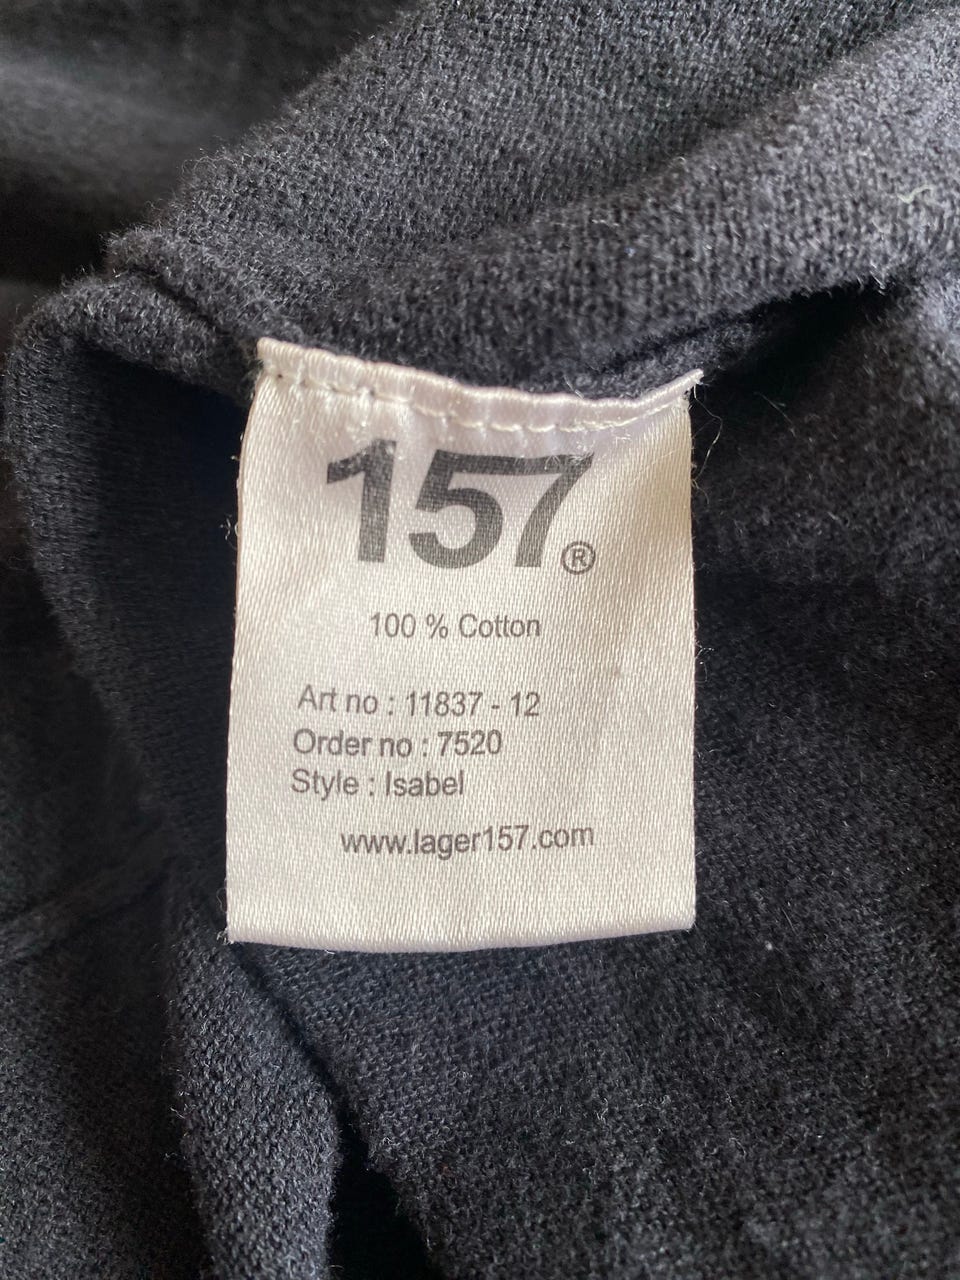 157®
100 % Cotton
Art no : 11837 - 12
Order no : 7520
Style : Isabel
www.lager157.com